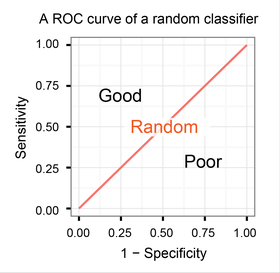 A ROC curve of a random classifier
1.00
0.75
0.50
0.25
0.00
Sensitivity
Good
Random
Poor
0.00 0.25 0.50 0.75 1.00
1 − Specificity